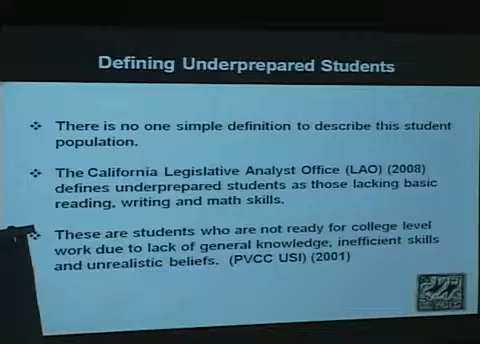 Defining Underprepared Students
There is no one simple definition to describe this student
population.
The California Legislative Analyst Office (LAO) (2008)
defines underprepared students as those lacking basic
reading, writing and math skills.
These are students who are not ready for college level
work due to lack of general knowledge, inefficient skills
and unrealistic beliefs. (PVCC USI) (2001)